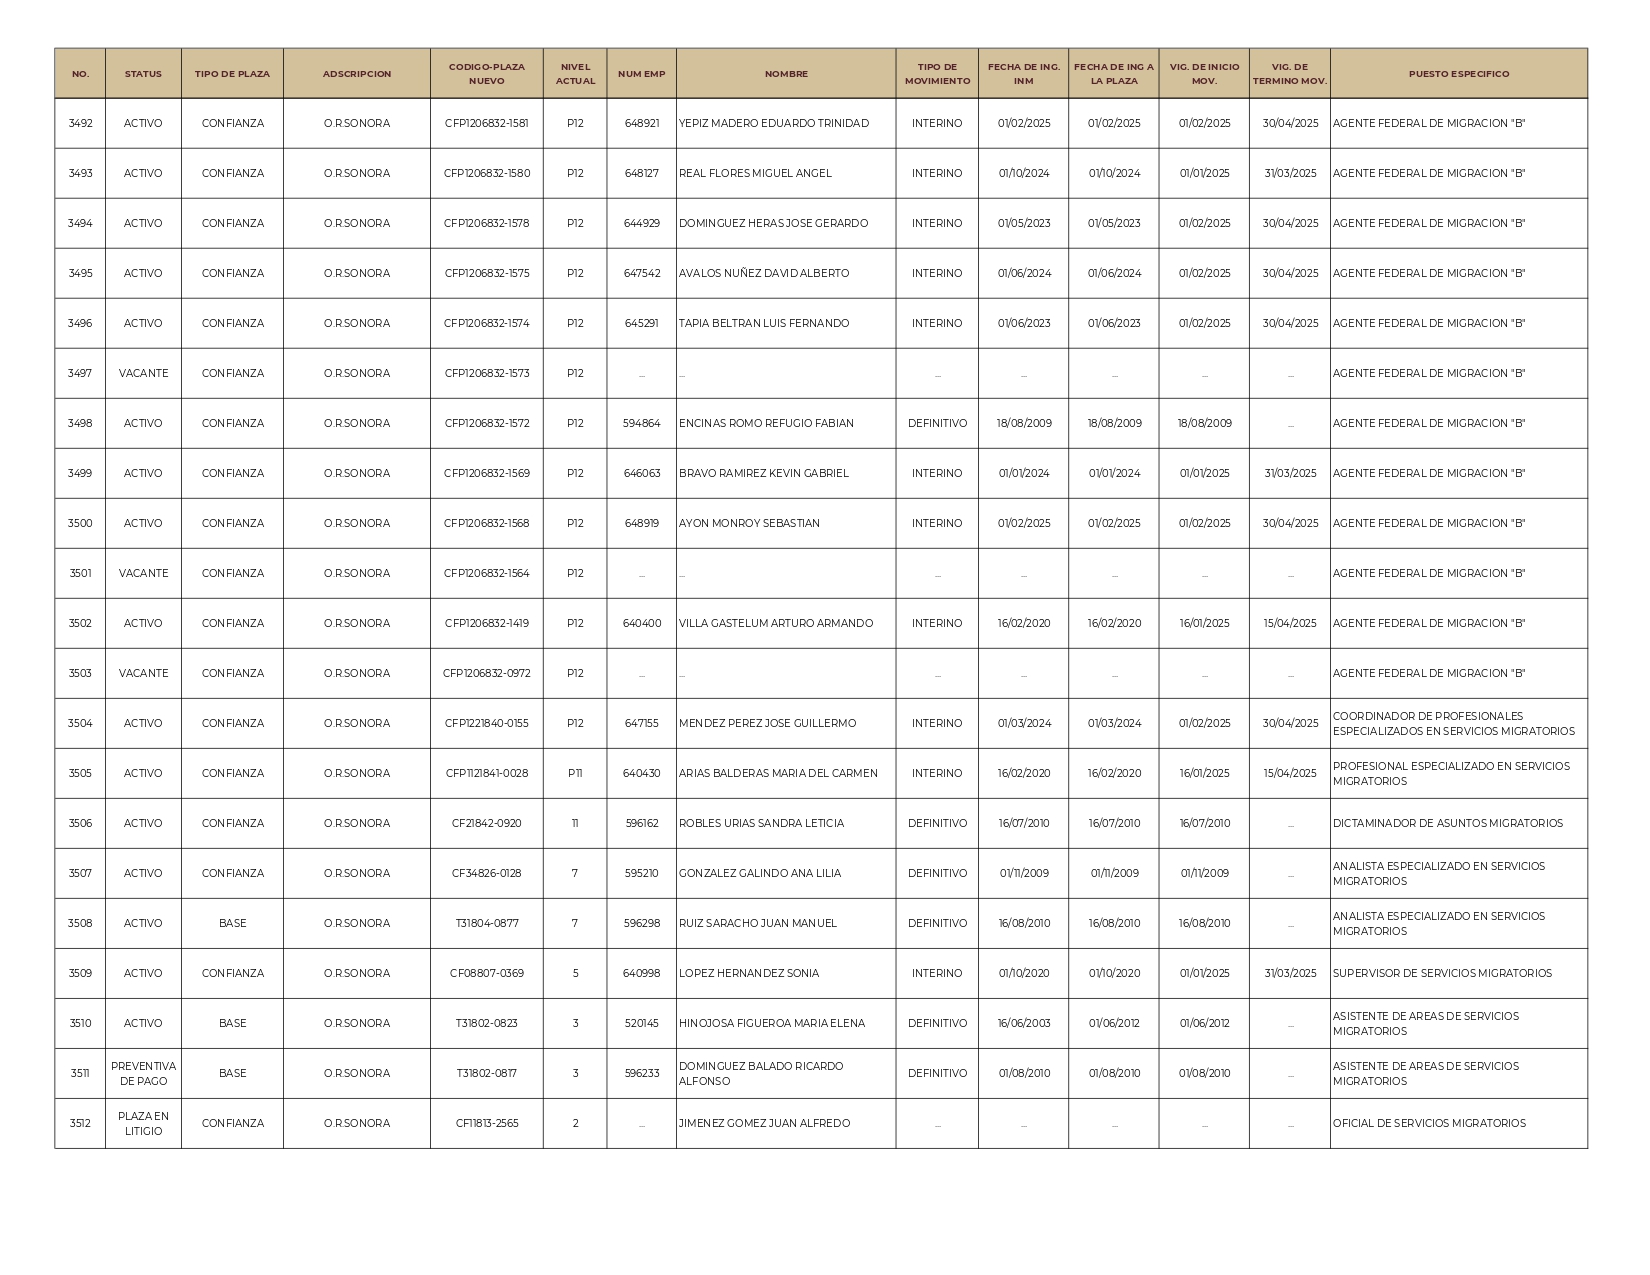 NO. STATUS TIPO DE PLAZA ADSCRIPCION CODIGO-PLAZA NUEVO NIVEL ACTUAL NUM EMP NOMBRE TIPO DE MOVIMIENTO FECHA DE ING. INM FECHA DE ING A LA PLAZA VIG. DE INICIO MOV. VIG. DE TERMINO MOV. PUESTO ESPECIFICO
3492 ACTIVO CONFIANZA O.R.SONORA CFP1206832-1581 P12 648921 YEPIZ MADERO EDUARDO TRINIDAD INTERINO 01/02/2025 01/02/2025 01/02/2025 30/04/2025 AGENTE FEDERAL DE MIGRACION "B"
3493 ACTIVO CONFIANZA O.R.SONORA CFP1206832-1580 P12 648127 REAL FLORES MIGUEL ANGEL INTERINO 01/10/2024 01/10/2024 01/01/2025 31/03/2025 AGENTE FEDERAL DE MIGRACION "B"
3494 ACTIVO CONFIANZA O.R.SONORA CFP1206832-1578 P12 644929 DOMINGUEZ HERAS JOSE GERARDO INTERINO 01/05/2023 01/05/2023 01/02/2025 30/04/2025 AGENTE FEDERAL DE MIGRACION "B"
3495 ACTIVO CONFIANZA O.R.SONORA CFP1206832-1575 P12 647542 AVALOS NUÑEZ DAVID ALBERTO INTERINO 01/06/2024 01/06/2024 01/02/2025 30/04/2025 AGENTE FEDERAL DE MIGRACION "B"
3496 ACTIVO CONFIANZA O.R.SONORA CFP1206832-1574 P12 645291 TAPIA BELTRAN LUIS FERNANDO INTERINO 01/06/2023 01/06/2023 01/02/2025 30/04/2025 AGENTE FEDERAL DE MIGRACION "B"
3497 VACANTE CONFIANZA O.R.SONORA CFP1206832-1573 P12 ... ... ... ... ... ... ... AGENTE FEDERAL DE MIGRACION "B"
3498 ACTIVO CONFIANZA O.R.SONORA CFP1206832-1572 P12 594864 ENCINAS ROMO REFUGIO FABIAN DEFINITIVO 18/08/2009 18/08/2009 18/08/2009 ... AGENTE FEDERAL DE MIGRACION "B"
3499 ACTIVO CONFIANZA O.R.SONORA CFP1206832-1569 P12 646063 BRAVO RAMIREZ KEVIN GABRIEL INTERINO 01/01/2024 01/01/2024 01/01/2025 31/03/2025 AGENTE FEDERAL DE MIGRACION "B"
3500 ACTIVO CONFIANZA O.R.SONORA CFP1206832-1568 P12 648919 AYON MONROY SEBASTIAN INTERINO 01/02/2025 01/02/2025 01/02/2025 30/04/2025 AGENTE FEDERAL DE MIGRACION "B"
3501 VACANTE CONFIANZA O.R.SONORA CFP1206832-1564 P12 ... ... ... ... ... ... ... AGENTE FEDERAL DE MIGRACION "B"
3502 ACTIVO CONFIANZA O.R.SONORA CFP1206832-1419 P12 640400 VILLA GASTELUM ARTURO ARMANDO INTERINO 16/02/2020 16/02/2020 16/01/2025 15/04/2025 AGENTE FEDERAL DE MIGRACION "B"
3503 VACANTE CONFIANZA O.R.SONORA CFP1206832-0972 P12 ... ... ... ... ... ... ... AGENTE FEDERAL DE MIGRACION "B"
3504 ACTIVO CONFIANZA O.R.SONORA CFP1221840-0155 P12 647155 MENDEZ PEREZ JOSE GUILLERMO INTERINO 01/03/2024 01/03/2024 01/02/2025 30/04/2025 COORDINADOR DE PROFESIONALES
ESPECIALIZADOS EN SERVICIOS MIGRATORIOS
3505 ACTIVO CONFIANZA O.R.SONORA CFP1121841-0028 P11 640430 ARIAS BALDERAS MARIA DEL CARMEN INTERINO 16/02/2020 16/02/2020 16/01/2025 15/04/2025 PROFESIONAL ESPECIALIZADO EN SERVICIOS
MIGRATORIOS
3506 ACTIVO CONFIANZA O.R.SONORA CF21842-0920 11 596162 ROBLES URIAS SANDRA LETICIA DEFINITIVO 16/07/2010 16/07/2010 16/07/2010 ... DICTAMINADOR DE ASUNTOS MIGRATORIOS
3507 ACTIVO CONFIANZA O.R.SONORA CF34826-0128 7 595210 GONZALEZ GALINDO ANA LILIA DEFINITIVO 01/11/2009 01/11/2009 01/11/2009 ... ANALISTA ESPECIALIZADO EN SERVICIOS
MIGRATORIOS
3508 ACTIVO BASE O.R.SONORA T31804-0877 7 596298 RUIZ SARACHO JUAN MANUEL DEFINITIVO 16/08/2010 16/08/2010 16/08/2010 ... ANALISTA ESPECIALIZADO EN SERVICIOS
MIGRATORIOS
3509 ACTIVO CONFIANZA O.R.SONORA CF08807-0369 5 640998 LOPEZ HERNANDEZ SONIA INTERINO 01/10/2020 01/10/2020 01/01/2025 31/03/2025 SUPERVISOR DE SERVICIOS MIGRATORIOS
3510 ACTIVO BASE O.R.SONORA T31802-0823 3 520145 HINOJOSA FIGUEROA MARIA ELENA DEFINITIVO 16/06/2003 01/06/2012 01/06/2012 ... ASISTENTE DE AREAS DE SERVICIOS
MIGRATORIOS
3511 PREVENTIVA DE PAGO BASE O.R.SONORA T31802-0817 3 596233 DOMINGUEZ BALADO RICARDO ALFONSO DEFINITIVO 01/08/2010 01/08/2010 01/08/2010 ... ASISTENTE DE AREAS DE SERVICIOS
MIGRATORIOS
3512 PLAZA EN LITIGIO CONFIANZA O.R.SONORA CF11813-2565 2 ... JIMENEZ GOMEZ JUAN ALFREDO ... ... ... ... ... OFICIAL DE SERVICIOS MIGRATORIOS